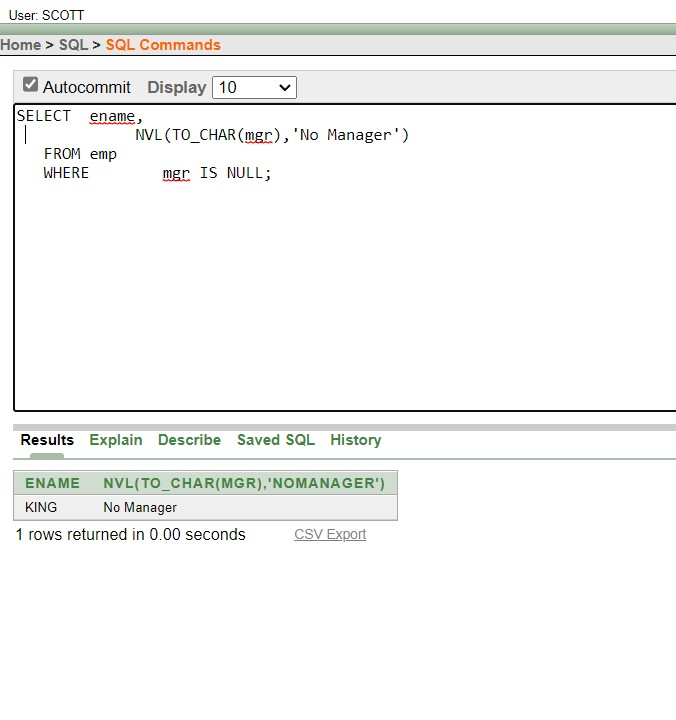 User: SCOTT
Home > SQL > SQL Commands
Autocommit Display 10
SELECT ename,
NVL(TO_CHAR(mgr),'No Manager')
FROM emp
WHERE mgr IS NULL;
Results Explain Describe Saved SQL History
ENAME NVL(TO_CHAR(MGR),'NOMANAGER')
KING No Manager
1 rows returned in 0.00 seconds CSV Export